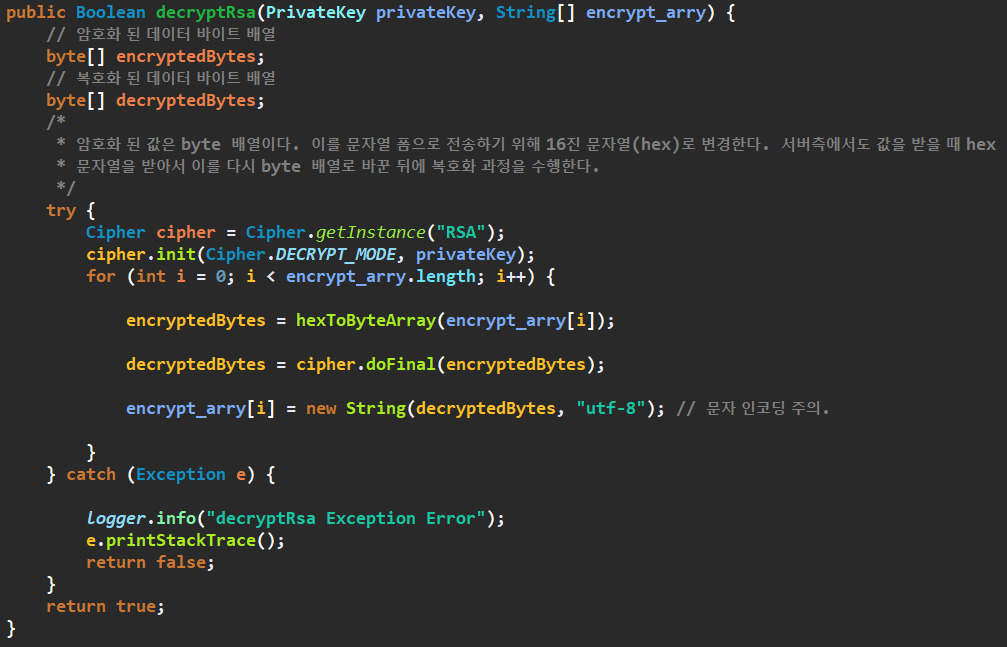 public Boolean decryptRsa(PrivateKey privateKey, String[] encrypt_arry) {
// 암호화 된 데이터 바이트 배열
byte[] encryptedBytes;
// 복호화 된 데이터 바이트 배열
byte[] decryptedBytes;
/*
* 암호화 된 값은 byte 배열이다. 이를 문자열 폼으로 전송하기 위해 16진 문자열(hex)로 변경한다. 서버측에서도 값을 받을 때 hex
* 문자열을 받아서 이를 다시 byte 배열로 바꾼 뒤에 복호화 과정을 수행한다.
*/
try {
Cipher cipher = Cipher.getInstance("RSA");
cipher.init(Cipher.DECRYPT_MODE, privateKey);
for (int i = 0; i < encrypt_arry.length; i++) {
encryptedBytes = hexToByteArray(encrypt_arry[i]);
decryptedBytes = cipher.doFinal(encryptedBytes);
encrypt_arry[i] = new String(decryptedBytes, "utf-8"); // 문자 인코딩 주의.
}
} catch (Exception e) {
logger.info("decryptRsa Exception Error");
e.printStackTrace();
return false;
}
return true;
}